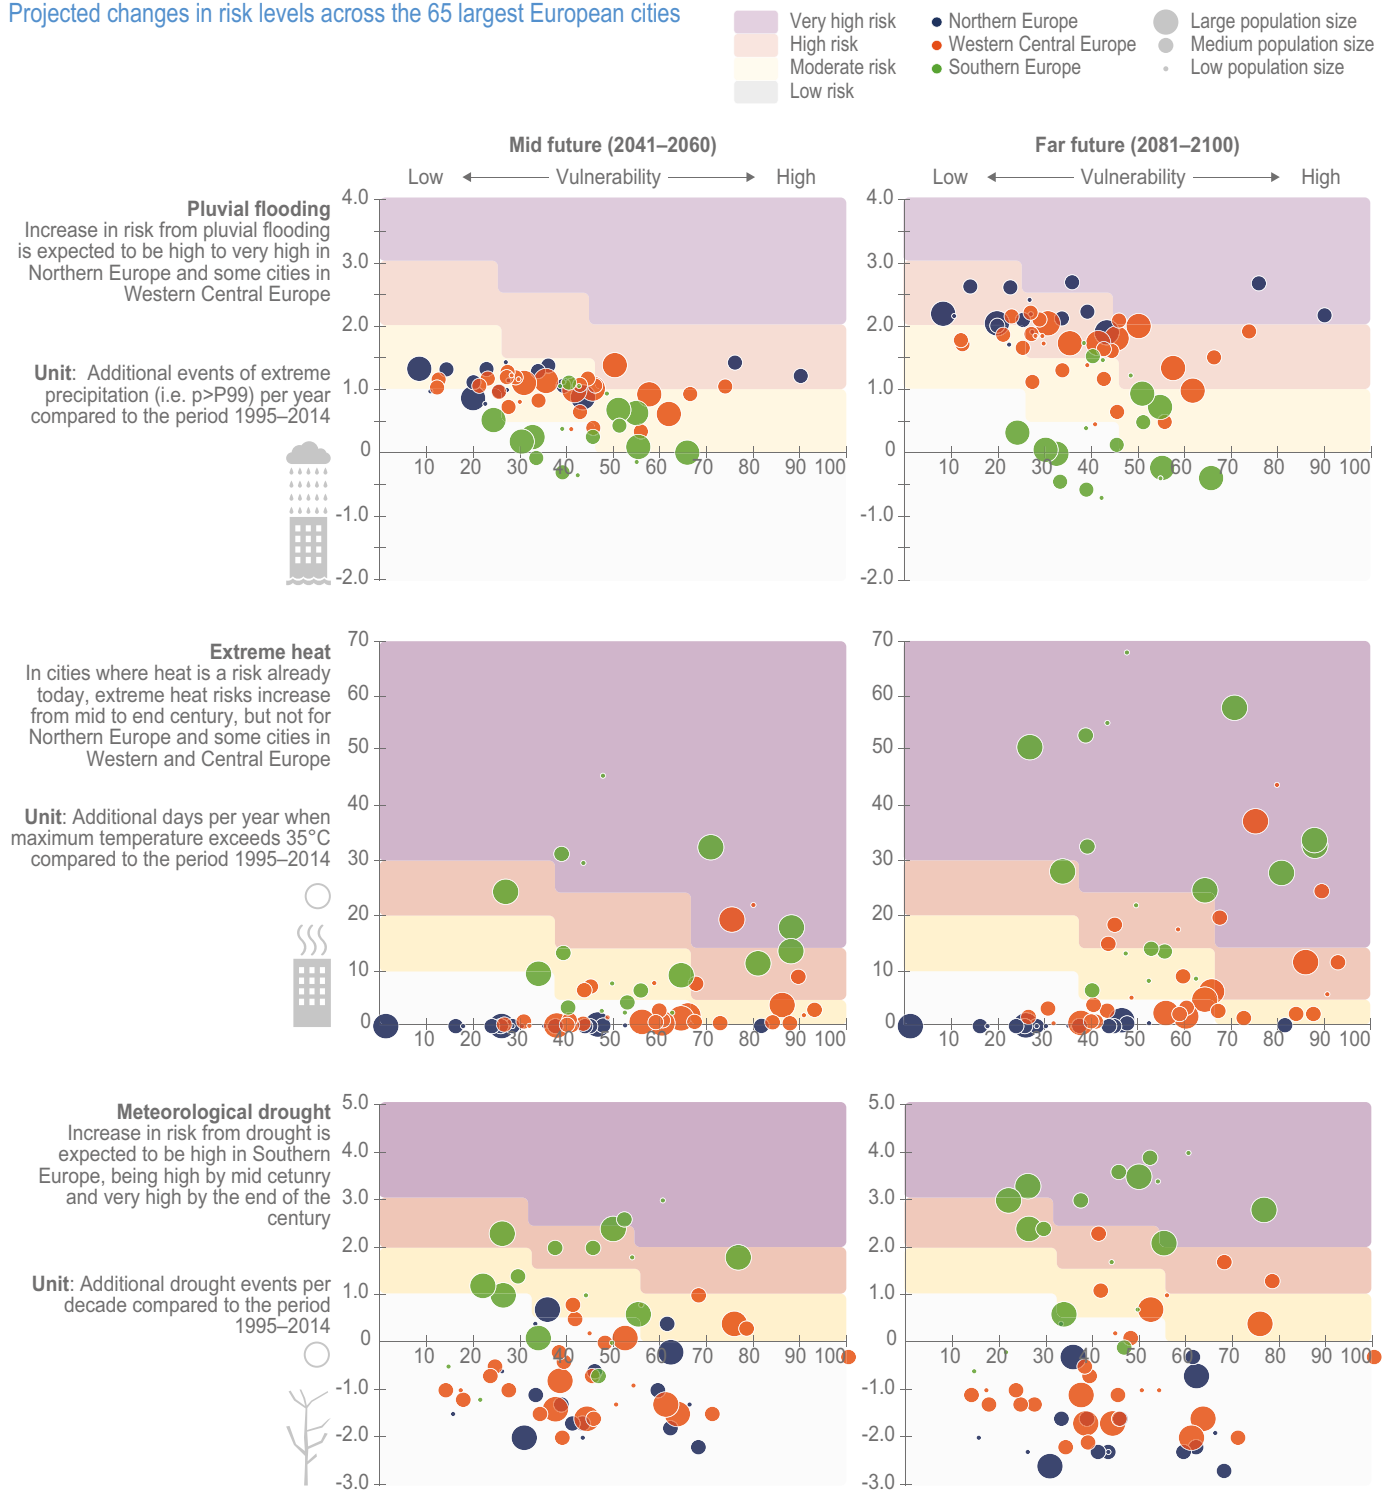 Projected changes in risk levels across the 65 largest European cities
Very high risk
High risk
Moderate risk
Low risk
Northern Europe
Western Central Europe
Southern Europe
Large population size
Medium population size
Low population size
Mid future (2041–2060)
Low Vulnerability High
Far future (2081–2100)
Low Vulnerability High
Pluvial flooding
Increase in risk from pluvial flooding
is expected to be high to very high in
Northern Europe and some cities in
Western Central Europe
Unit: Additional events of extreme
precipitation (i.e. p>P99) per year
compared to the period 1995–2014
4.0
3.0
2.0
1.0
0
-1.0
-2.0
10 20 30 40 50 60 70 80 90 100
4.0
3.0
2.0
1.0
0
-1.0
-2.0
10 20 30 40 50 60 70 80 90 100
Extreme heat
In cities where heat is a risk already
today, extreme heat risks increase
from mid to end century, but not for
Northern Europe and some cities in
Western and Central Europe
Unit: Additional days per year when
maximum temperature exceeds 35°C
compared to the period 1995–2014
70
60
50
40
30
20
10
0
10 20 30 40 50 60 70 80 90 100
70
60
50
40
30
20
10
0
10 20 30 40 50 60 70 80 90 100
Meteorological drought
Increase in risk from drought is
expected to be high in Southern
Europe, being high by mid cetunry
and very high by the end of the
century
Unit: Additional drought events per
decade compared to the period
1995–2014
5.0
4.0
3.0
2.0
1.0
0
-1.0
-2.0
-3.0
10 20 30 40 50 60 70 80 90 100
5.0
4.0
3.0
2.0
1.0
0
-1.0
-2.0
-3.0
10 20 30 40 50 60 70 80 90 100